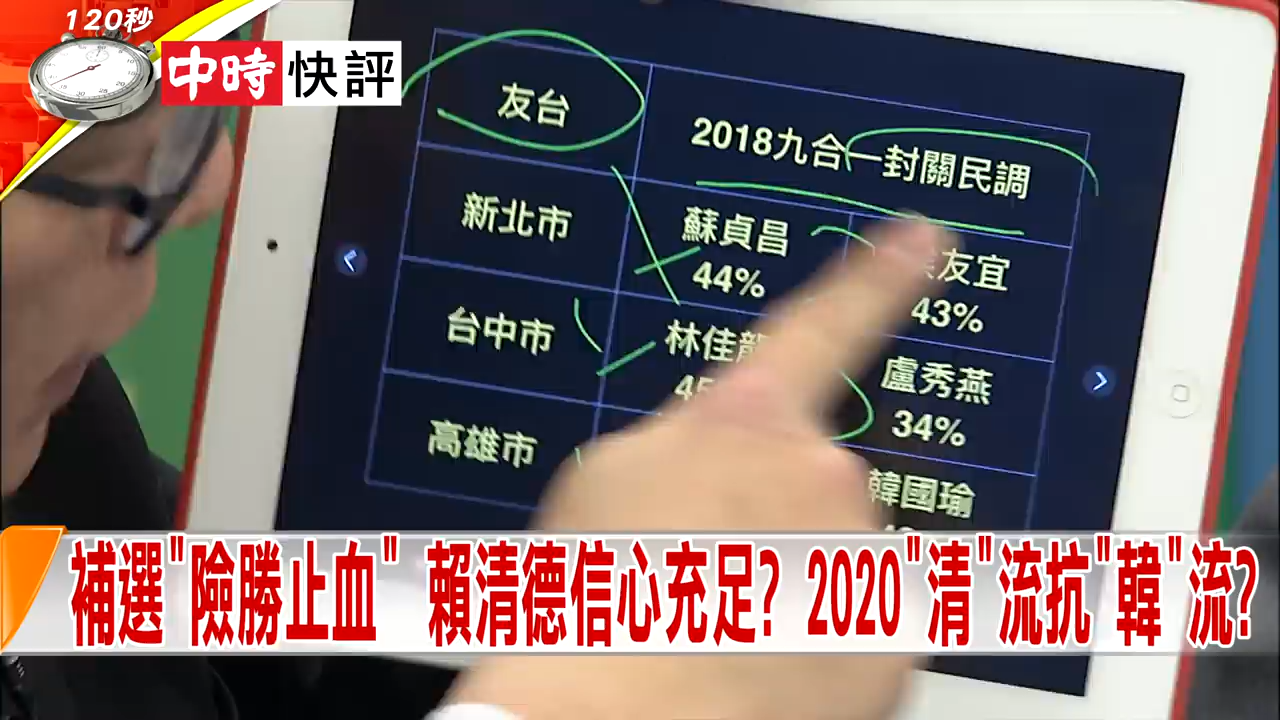 120秒
中時快評
友台
2018九合一封關民調
新北市
蘇貞昌
44%
友宜
43%
台中市
林佳
盧秀燕
34%
高雄市
韓國瑜
補選"險勝止血" 賴清德信心充足? 2020"清"流抗"韓"流?